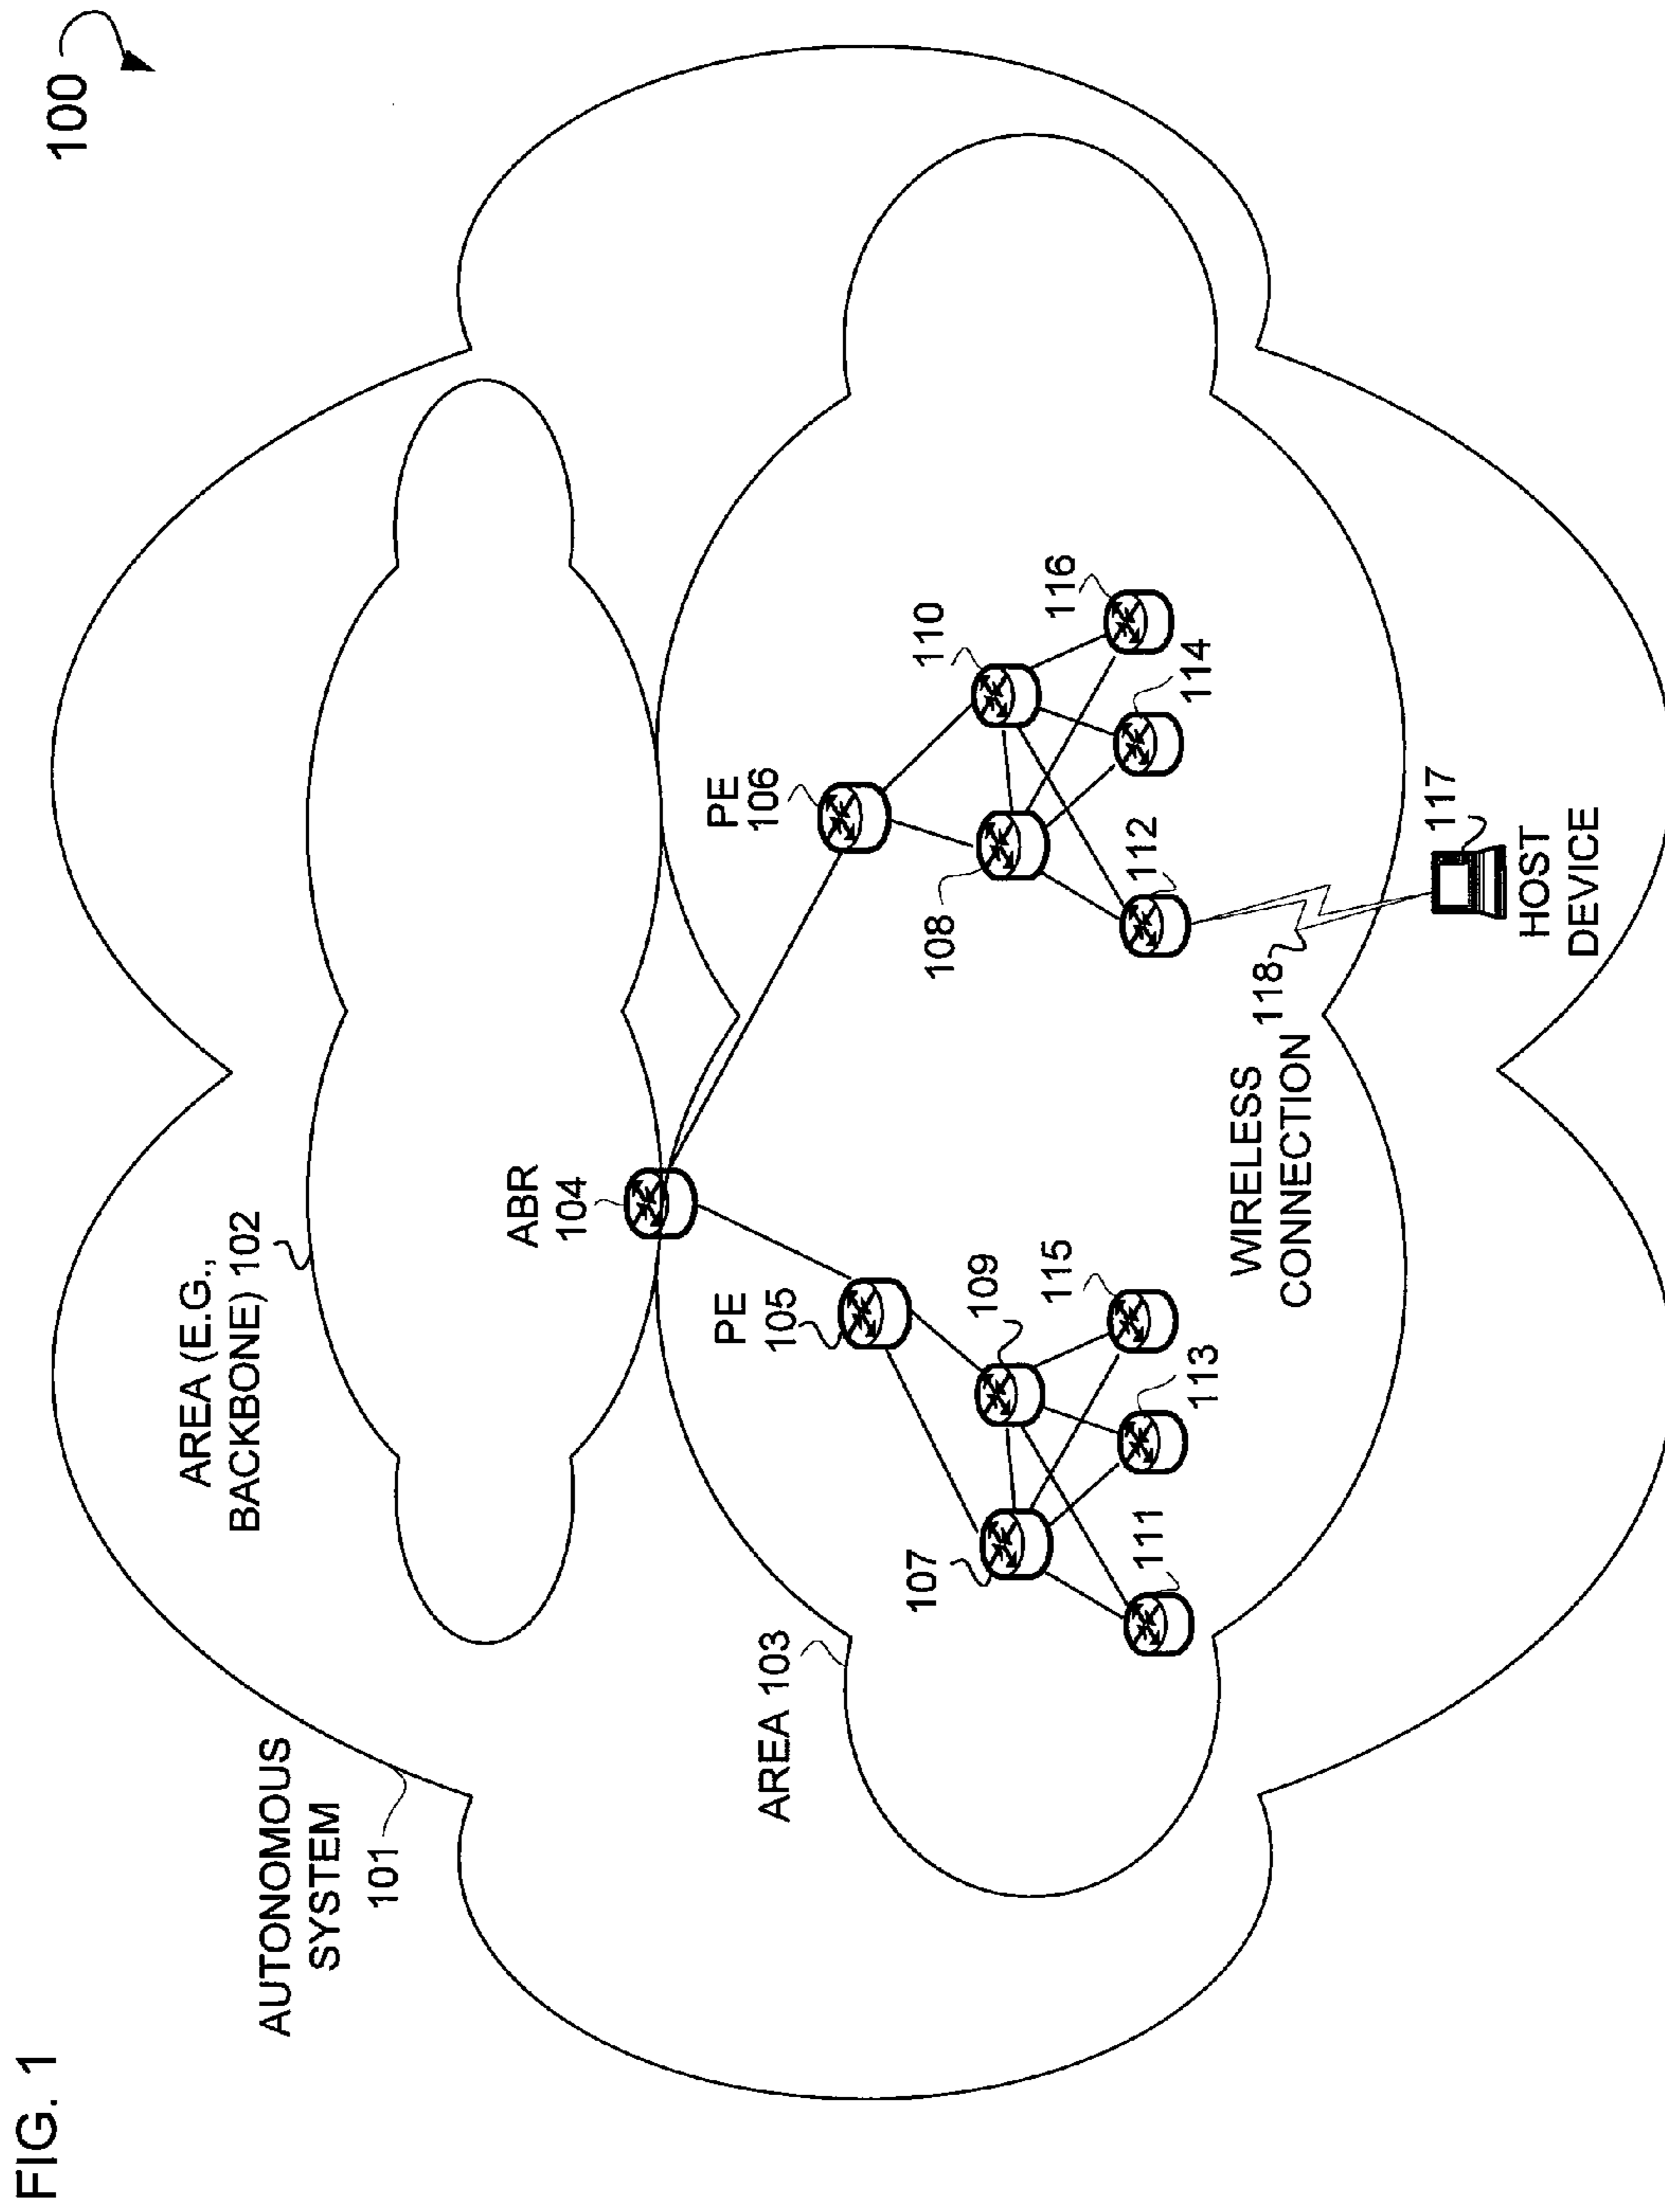 FIG. 1
100
AUTONOMOUS
SYSTEM
101
AREA (E.G.,
BACKBONE) 102
ABR
104
AREA 103
PE
105
PE
106
107
109
108
110
111
113
115
112
114
116
WIRELESS
CONNECTION
118
117
HOST
DEVICE